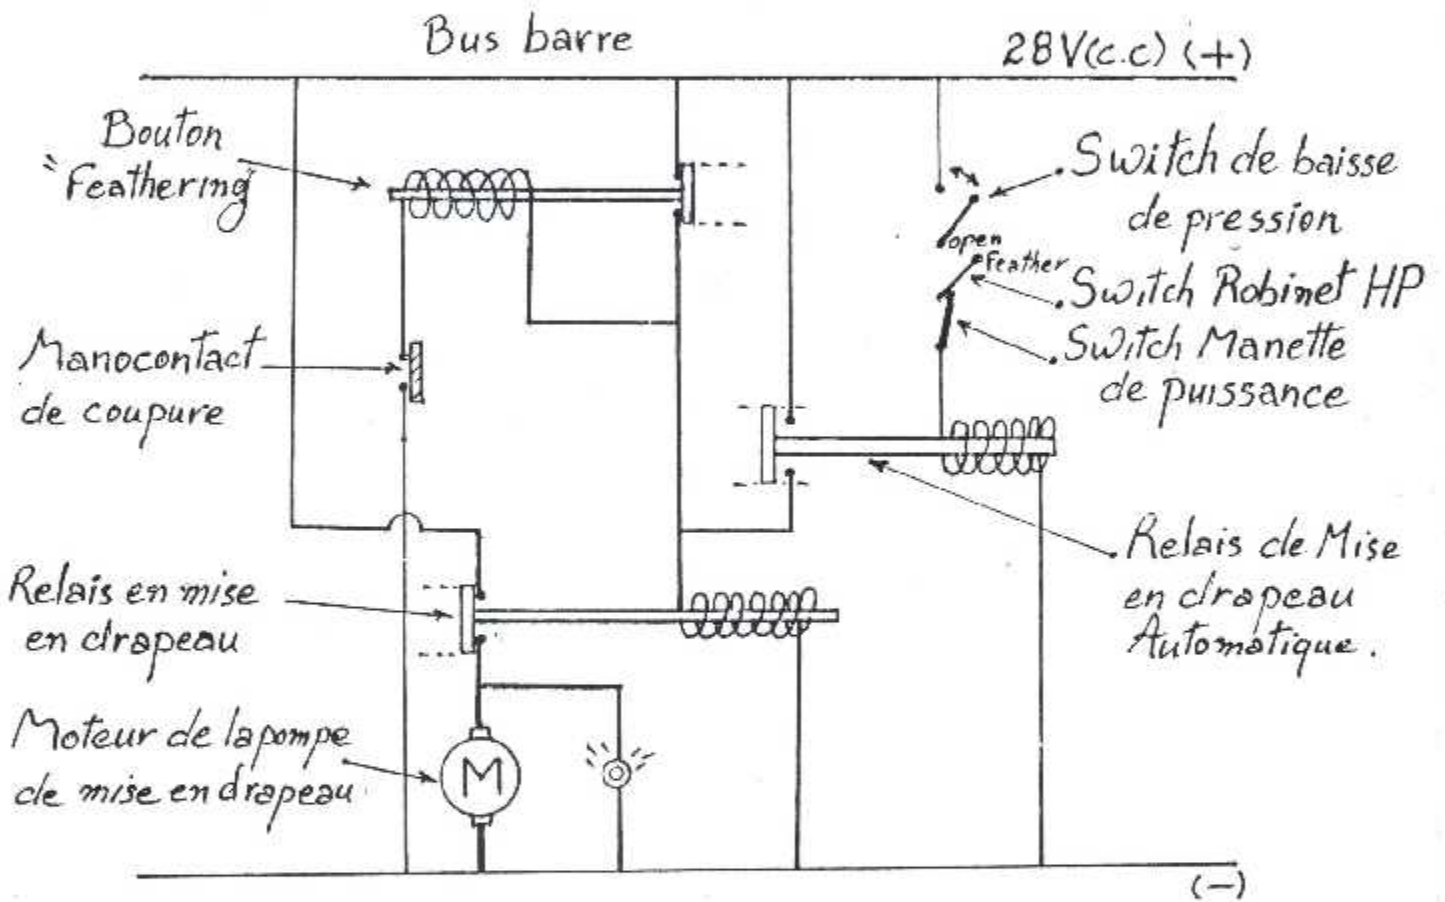 Bus barre
28V(c.c) (+)
Bouton
"Feathering
Switch de baisse
de pression
open
Feather
Switch Robinet HP
Manocontact
de coupure
Switch Manette
de puissance
Relais de Mise
en drapeau
Automatique.
Relais en mise
en drapeau
Moteur de la pompe
de mise en drapeau
M
(-)